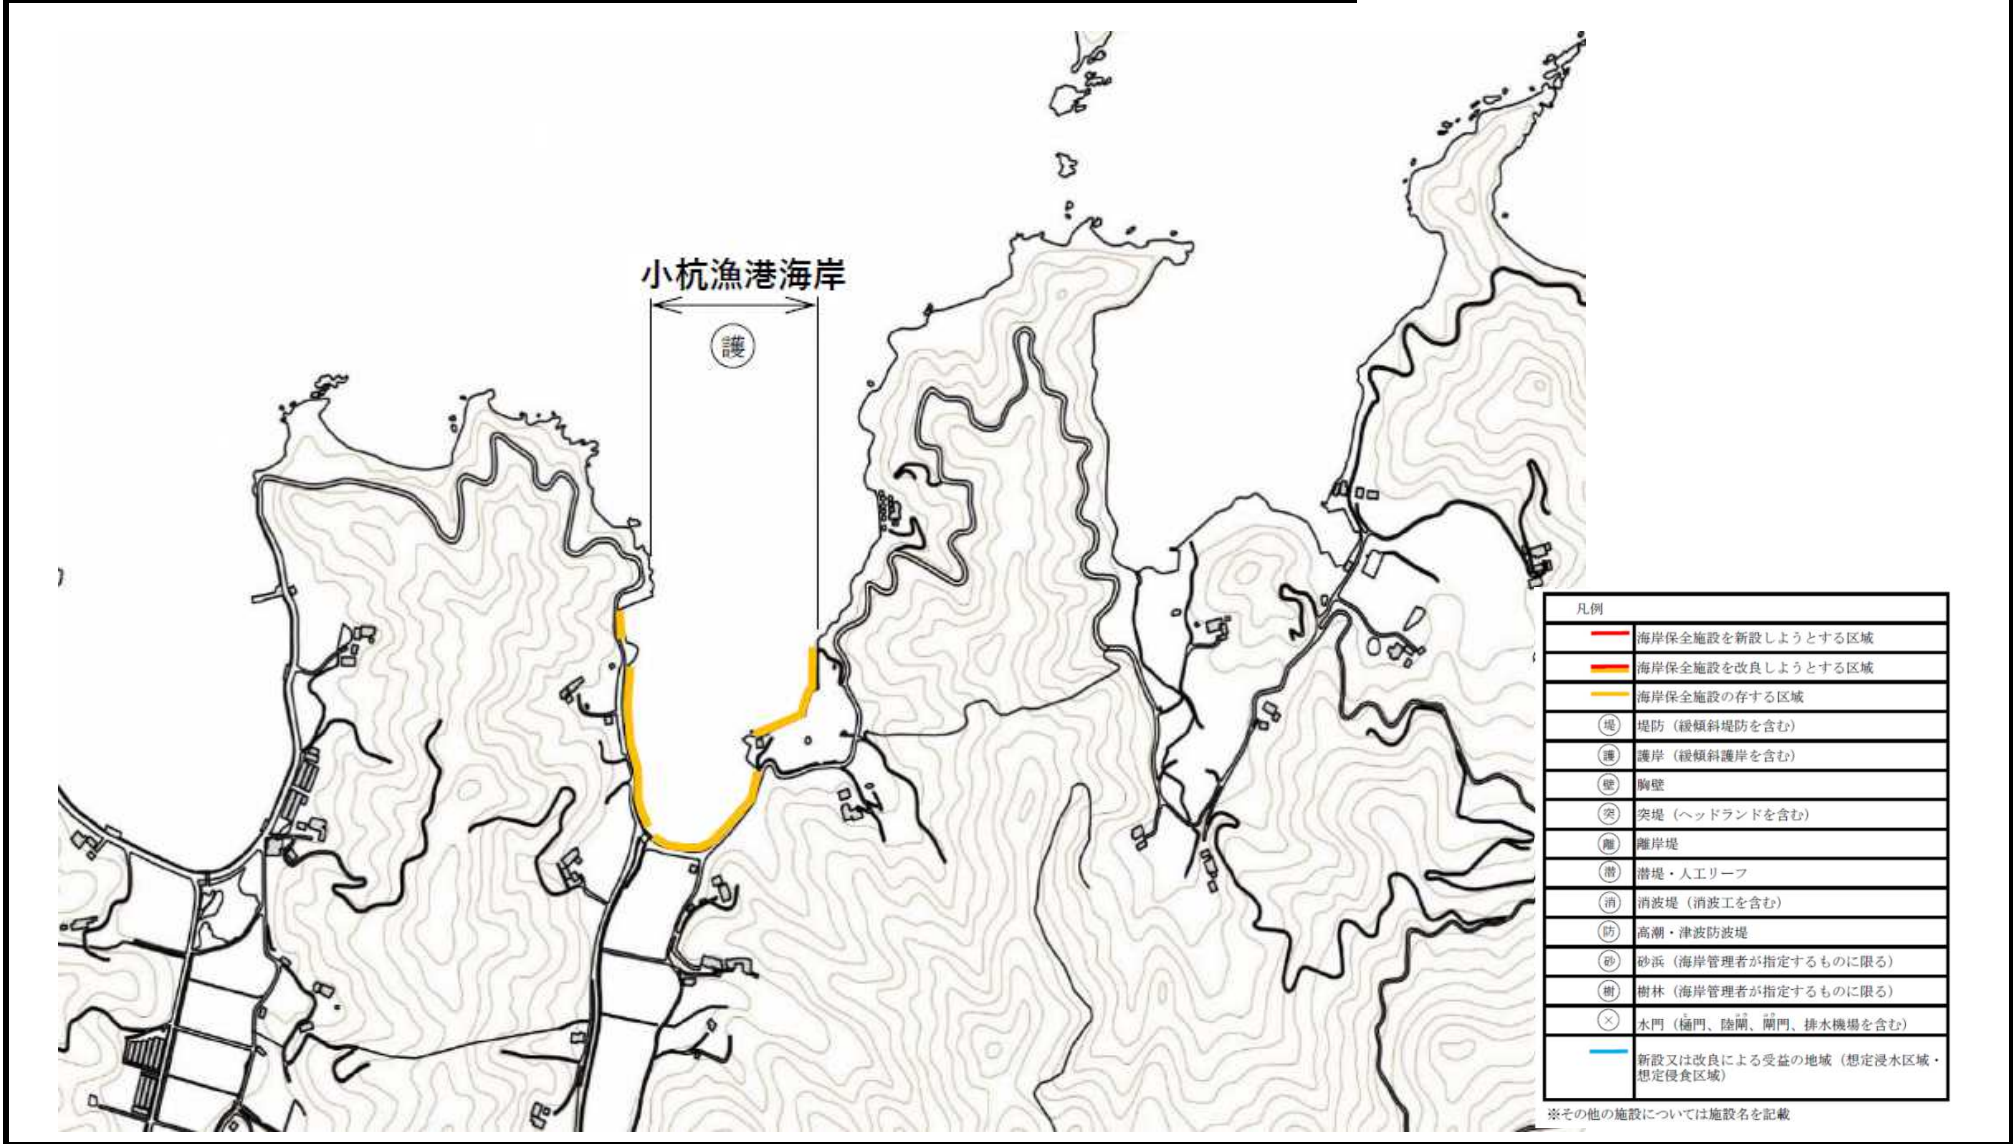 小杭漁港海岸
護
凡例
海岸保全施設を新設しようとする区域
海岸保全施設を改良しようとする区域
海岸保全施設の存する区域
堤 堤防（緩傾斜堤防を含む）
護 護岸（緩傾斜護岸を含む）
壁 胸壁
突 突堤（ヘッドランドを含む）
離 離岸堤
潜 潜堤・人工リーフ
消 消波堤（消波工を含む）
防 高潮・津波防波堤
砂 砂浜（海岸管理者が指定するものに限る）
樹 樹林（海岸管理者が指定するものに限る）
× 水門（樋門、陸閘、閘門、排水機場を含む）
新設又は改良による受益の地域（想定浸水区域・
想定侵食区域）
※その他の施設については施設名を記載